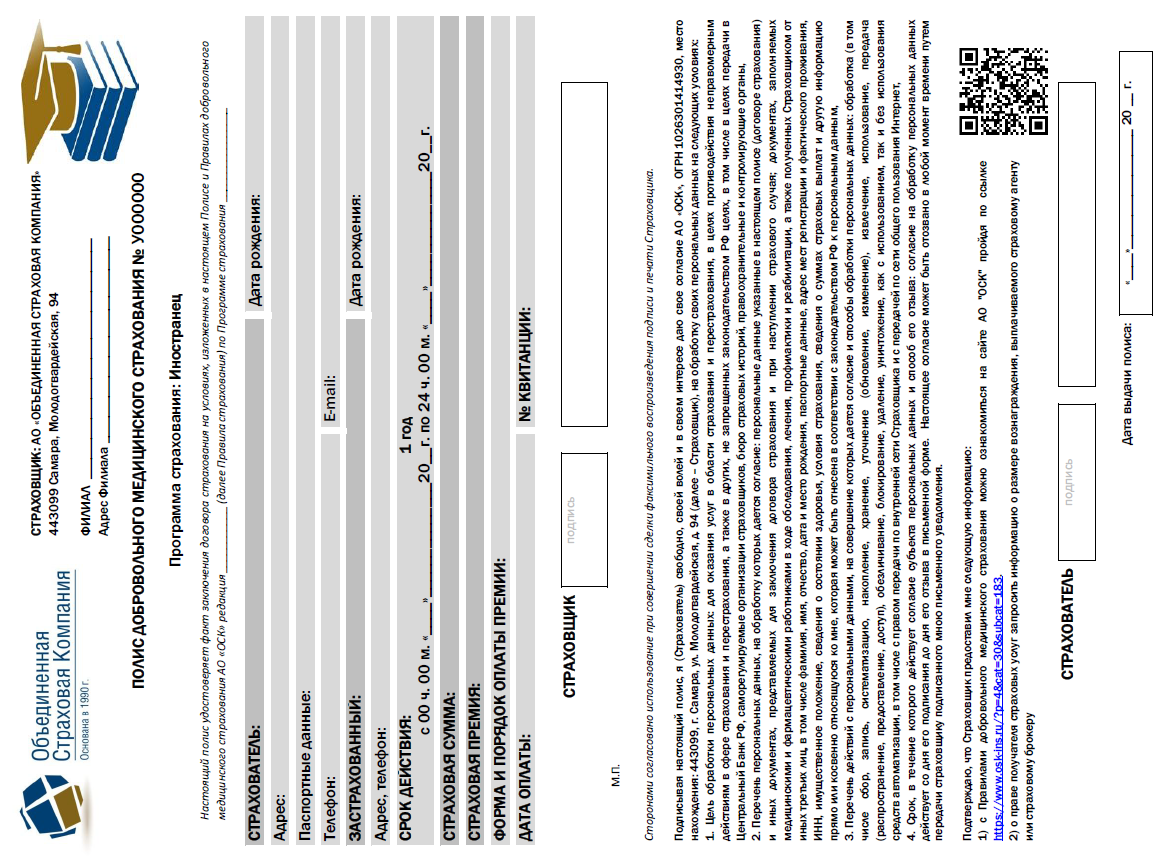 Объединенная
Страховая Компания
Основана в 1990 г.
СТРАХОВЩИК: АО «ОБЪЕДИНЕННАЯ СТРАХОВАЯ КОМПАНИЯ»
443099 Самара, Молодогвардейская, 94
ФИЛИАЛ ____________________
Адрес Филиала ____________________
ПОЛИС ДОБРОВОЛЬНОГО МЕДИЦИНСКОГО СТРАХОВАНИЯ № У000000
Программа страхования: Иностранец
Настоящий полис удостоверяет факт заключения договора страхования на условиях, изложенных в настоящем Полисе и Правилах добровольного
медицинского страхования АО «ОСК» редакция __________ (далее Правила страхования) по Программе страхования ______________
СТРАХОВАТЕЛЬ: Дата рождения:
Адрес:
Паспортные данные:
Телефон: E-mail:
ЗАСТРАХОВАННЫЙ: Дата рождения:
Адрес, телефон:
СРОК ДЕЙСТВИЯ: 1 год
с 00 ч. 00 м. «____»______________20__г. по 24 ч. 00 м. «____»______________20__г.
СТРАХОВАЯ СУММА:
СТРАХОВАЯ ПРЕМИЯ:
ФОРМА И ПОРЯДОК ОПЛАТЫ ПРЕМИИ:
ДАТА ОПЛАТЫ: № КВИТАНЦИИ:
СТРАХОВЩИК подпись
М.П.
Сторонами согласовано использование при совершении сделки факсимильного воспроизведения подписи и печати Страховщика.
Подписывая настоящий полис, я (Страхователь) свободно, своей волей и в своем интересе даю свое согласие АО «ОСК», ОГРН 1026301414930, место
нахождения: 443099, г. Самара, ул. Молодогвардейская, д. 94 (далее – Страховщик), на обработку своих персональных данных на следующих условиях:
1. Цель обработки персональных данных: для оказания услуг в области страхования и перестрахования, в целях противодействия неправомерным
действиям в сфере страхования и перестрахования, а также в других, не запрещенных законодательством РФ целях, в том числе в целях передачи в
Центральный Банк РФ, саморегулируемые организации страховщиков, бюро страховых историй, правоохранительные и контролирующие органы,
2. Перечень персональных данных, на обработку которых дается согласие: персональные данные указанные в настоящем полисе (договоре страхования)
и иных документах, представляемых для заключения договора страхования и при наступлении страхового случая; документах, заполняемых
медицинскими и фармацевтическими работниками в ходе обследования, лечения, профилактики и реабилитации, а также полученных Страховщиком от
иных третьих лиц, в том числе фамилия, имя, отчество, дата и место рождения, паспортные данные, адрес мест регистрации и фактического проживания,
ИНН, имущественное положение, сведения о состоянии здоровья, условия страхования, сведения о суммах страховых выплат и другую информацию
прямо или косвенно относящуюся ко мне, которая может быть отнесена в соответствии с законодательством РФ к персональным данным,
3. Перечень действий с персональными данными, на совершение которых дается согласие и способы обработки персональных данных: обработка (в том
числе сбор, запись, систематизацию, накопление, хранение, уточнение (обновление, изменение), извлечение, использование, передача
(распространение, предоставление, доступ), обезличивание, блокирование, удаление, уничтожение, как с использованием, так и без использования
средств автоматизации, в том числе с правом передачи по внутренней сети Страховщика и с передачей по сети общего пользования Интернет,
4. Срок, в течение которого действует согласие субъекта персональных данных и способ его отзыва: согласие на обработку персональных данных
действует со дня его подписания до дня его отзыва в письменной форме. Настоящее согласие может быть отозвано в любой момент времени путем
передачи страховщику подписанного мною письменного уведомления.
Подтверждаю, что Страховщик предоставил мне следующую информацию:
1) с Правилами добровольного медицинского страхования можно ознакомиться на сайте АО "ОСК" пройдя по ссылке
https://www.osk-ins.ru/?p=4&cat=30&subcat=183.
2) о праве получателя страховых услуг запросить информацию о размере вознаграждения, выплачиваемого страховому агенту
или страховому брокеру
СТРАХОВАТЕЛЬ подпись
Дата выдачи полиса: «____»______________ 20 __ г.